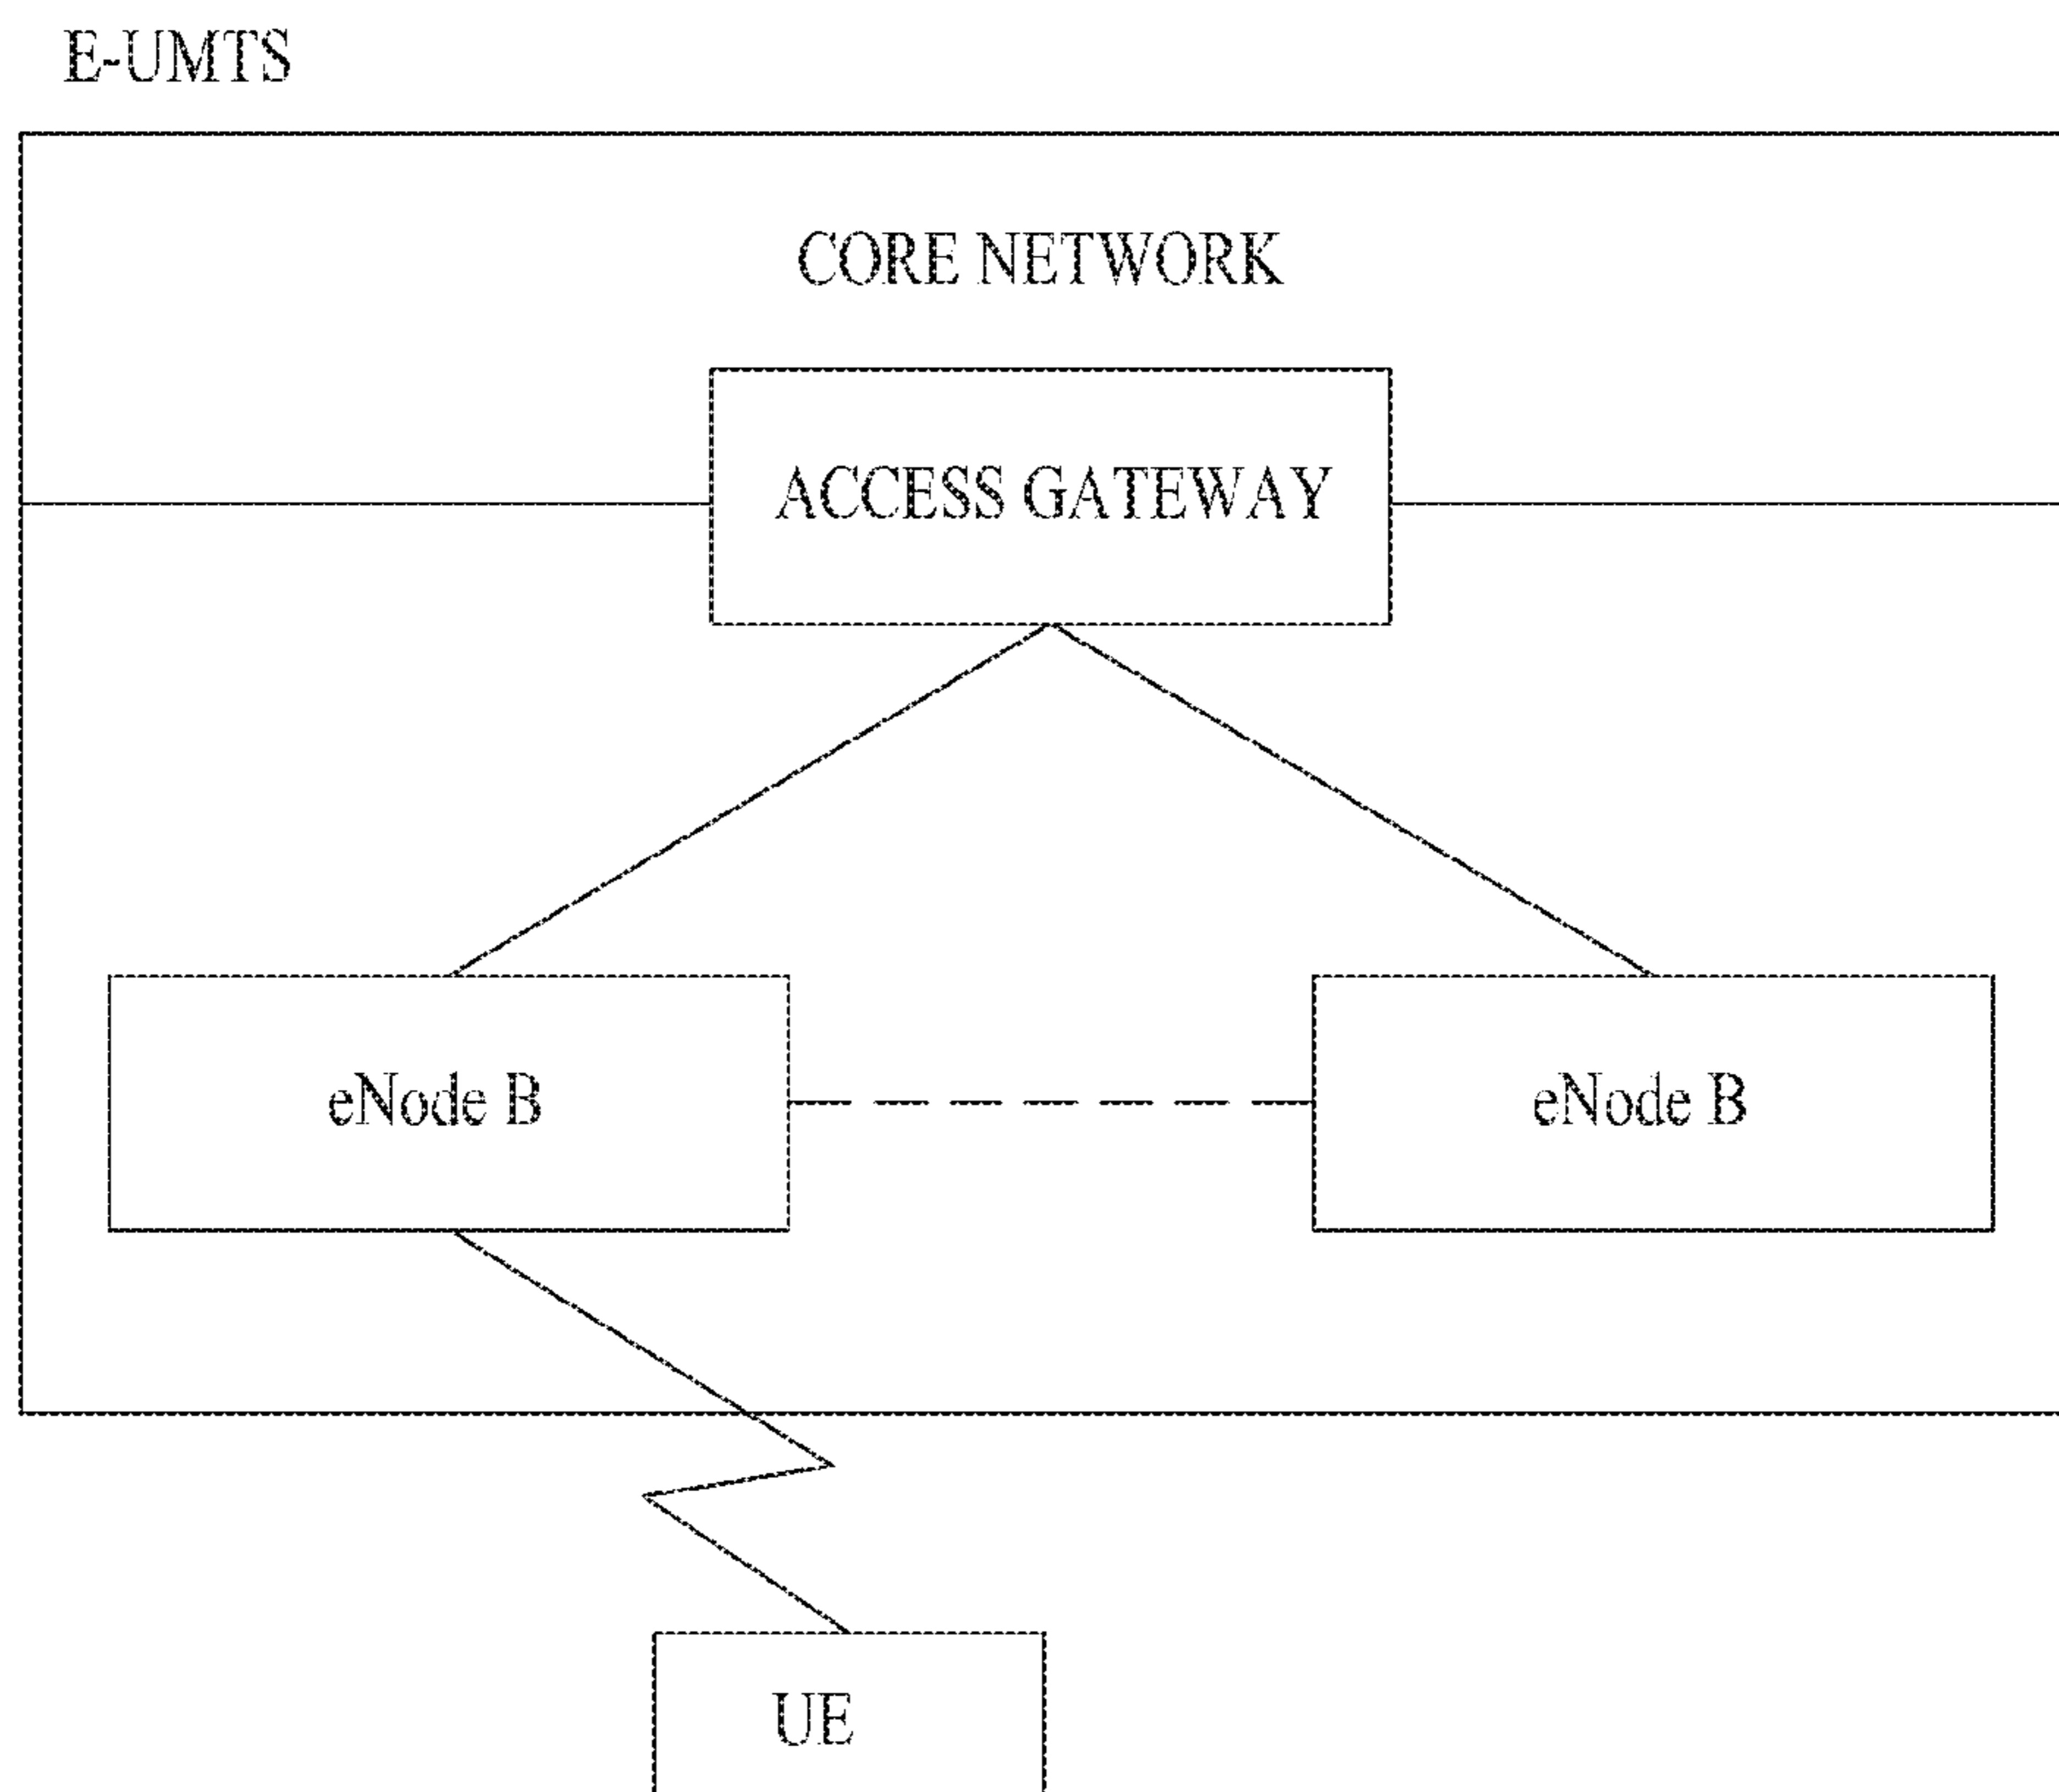 E-UMTS
CORE NETWORK
ACCESS GATEWAY
eNode B
eNode B
UE